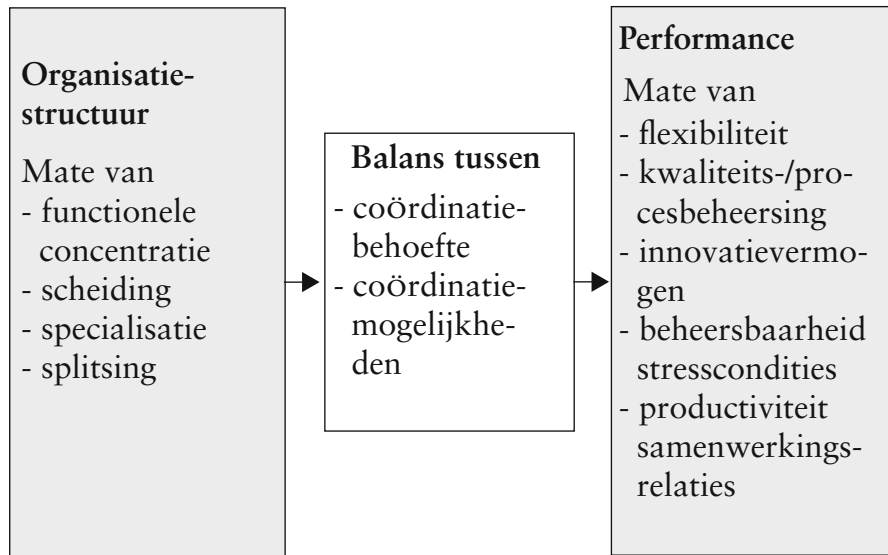 Organisatie-
structuur
Mate van
- functionele
concentratie
- scheiding
- specialisatie
- splitsing
Balans tussen
- coördinatie-
behoefte
- coördinatie-
mogelijkhe-
den
Performance
Mate van
- flexibiliteit
- kwaliteits-/pro-
cesbeheersing
- innovatievermo-
gen
- beheersbaarheid
stresscondities
- productiviteit
samenwerkings-
relaties